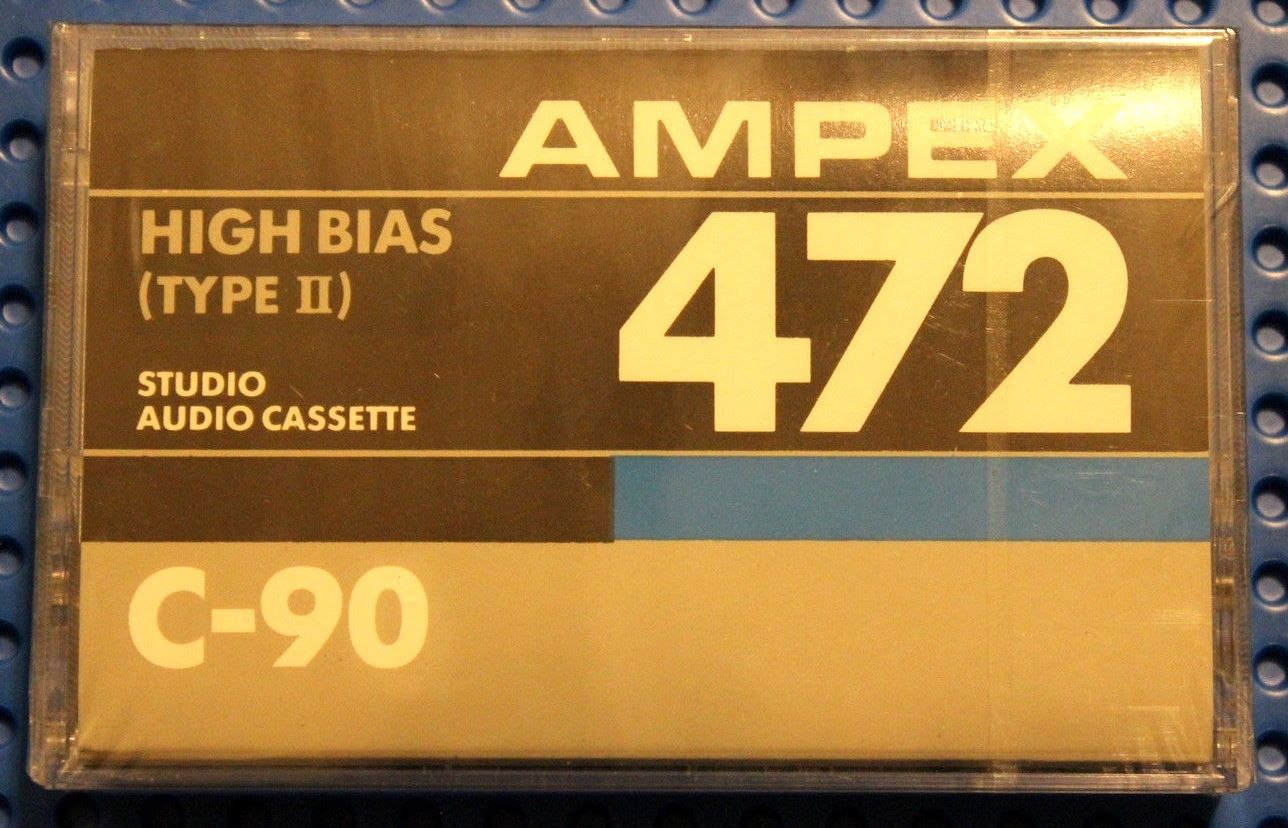 AMPEX
HIGH BIAS
(TYPE II)
472
STUDIO
AUDIO CASSETTE
C-90